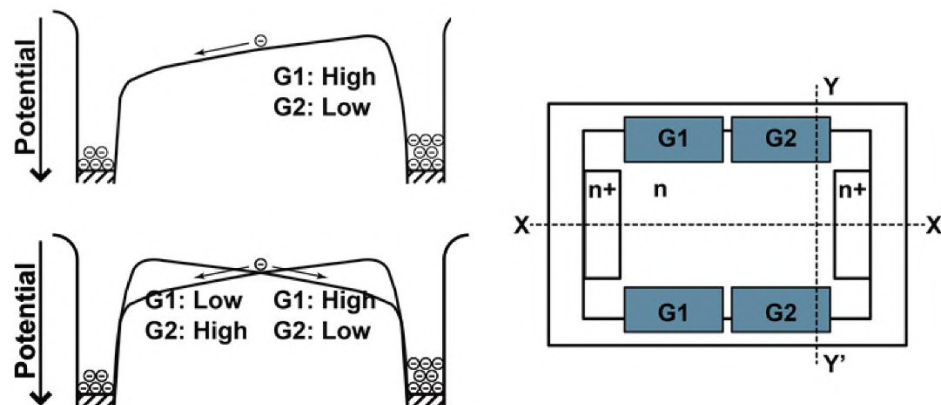 Potential
G1: High
G2: Low
Potential
G1: Low
G2: High
G1: High
G2: Low
Y
G1
G2
n+
n
n+
X
X
G1
G2
Y'